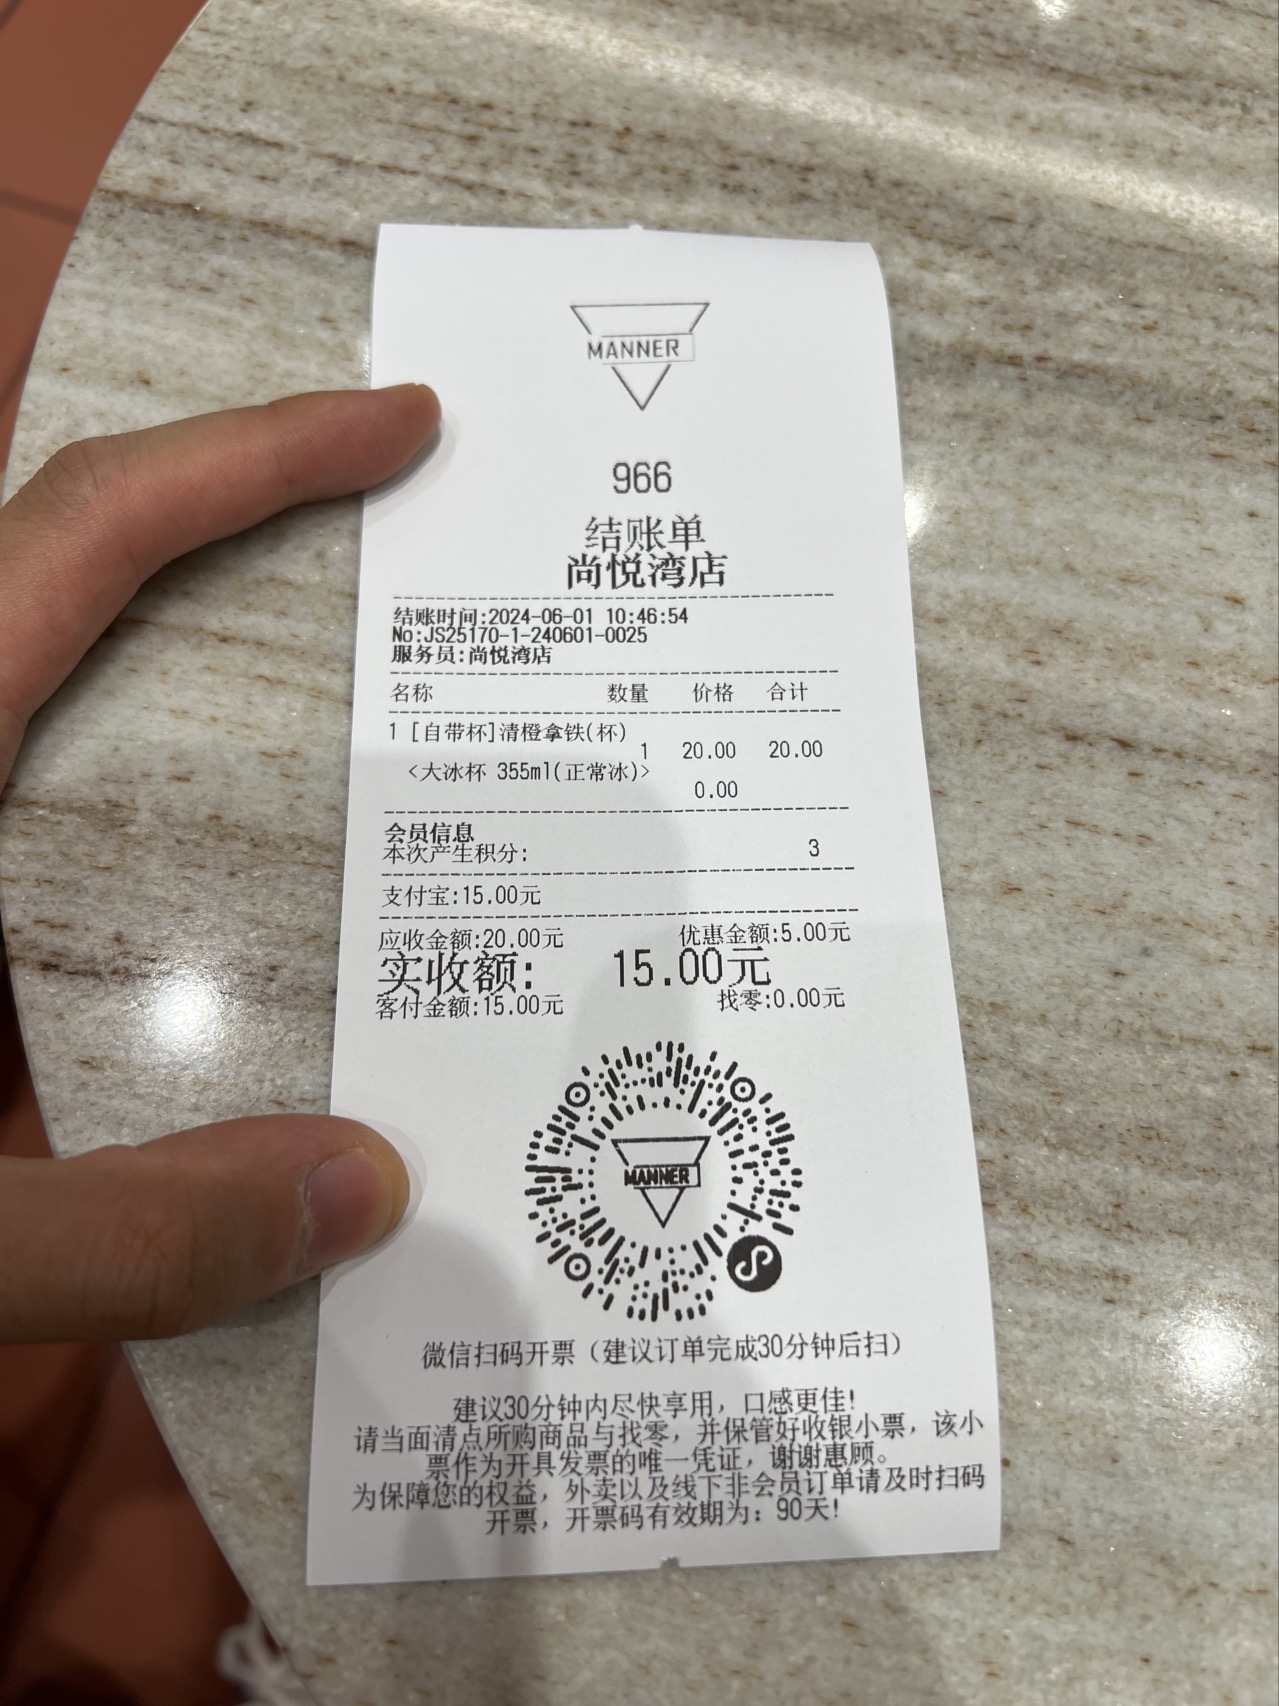 MANNER
966
结账单
尚悦湾店
结账时间:2024-06-01 10:46:54
No:JS25170-1-240601-0025
服务员:尚悦湾店
名称 数量 价格 合计
1 [自带杯]清橙拿铁(杯)
1 20.00 20.00
<大冰杯 355ml(正常冰)>
0.00
会员信息
本次产生积分: 3
支付宝:15.00元
应收金额:20.00元 优惠金额:5.00元
实收额: 15.00元
客付金额:15.00元 找零:0.00元
MANNER
微信扫码开票（建议订单完成30分钟后扫）
建议30分钟内尽快享用，口感更佳!
请当面清点所购商品与找零，并保管好收银小票，该小
票作为开具发票的唯一凭证，谢谢惠顾。
为保障您的权益，外卖以及线下非会员订单请及时扫码
开票，开票码有效期为：90天!